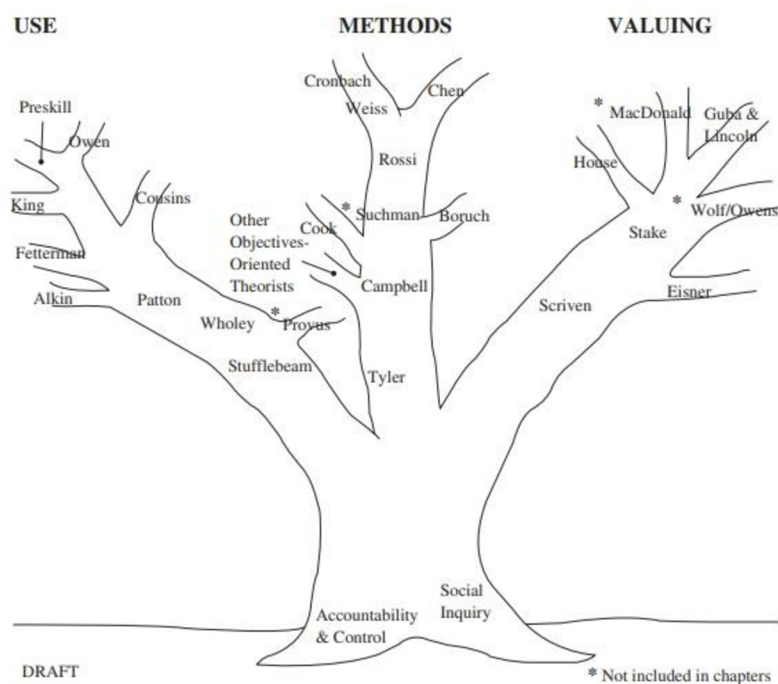 USE
METHODS
VALUING
Preskill
Owen
King
Cousins
Fetterman
Alkin
Patton
Wholey
* Provus
Stufflebeam
Cronbach
Weiss
Chen
Rossi
* Suchman
Boruch
Cook
Other
Objectives-
Oriented
Theorists
Campbell
Tyler
* MacDonald
Guba &
Lincoln
House
* Wolf/Owens
Stake
Eisner
Scriven
Accountability
& Control
Social
Inquiry
DRAFT
* Not included in chapters